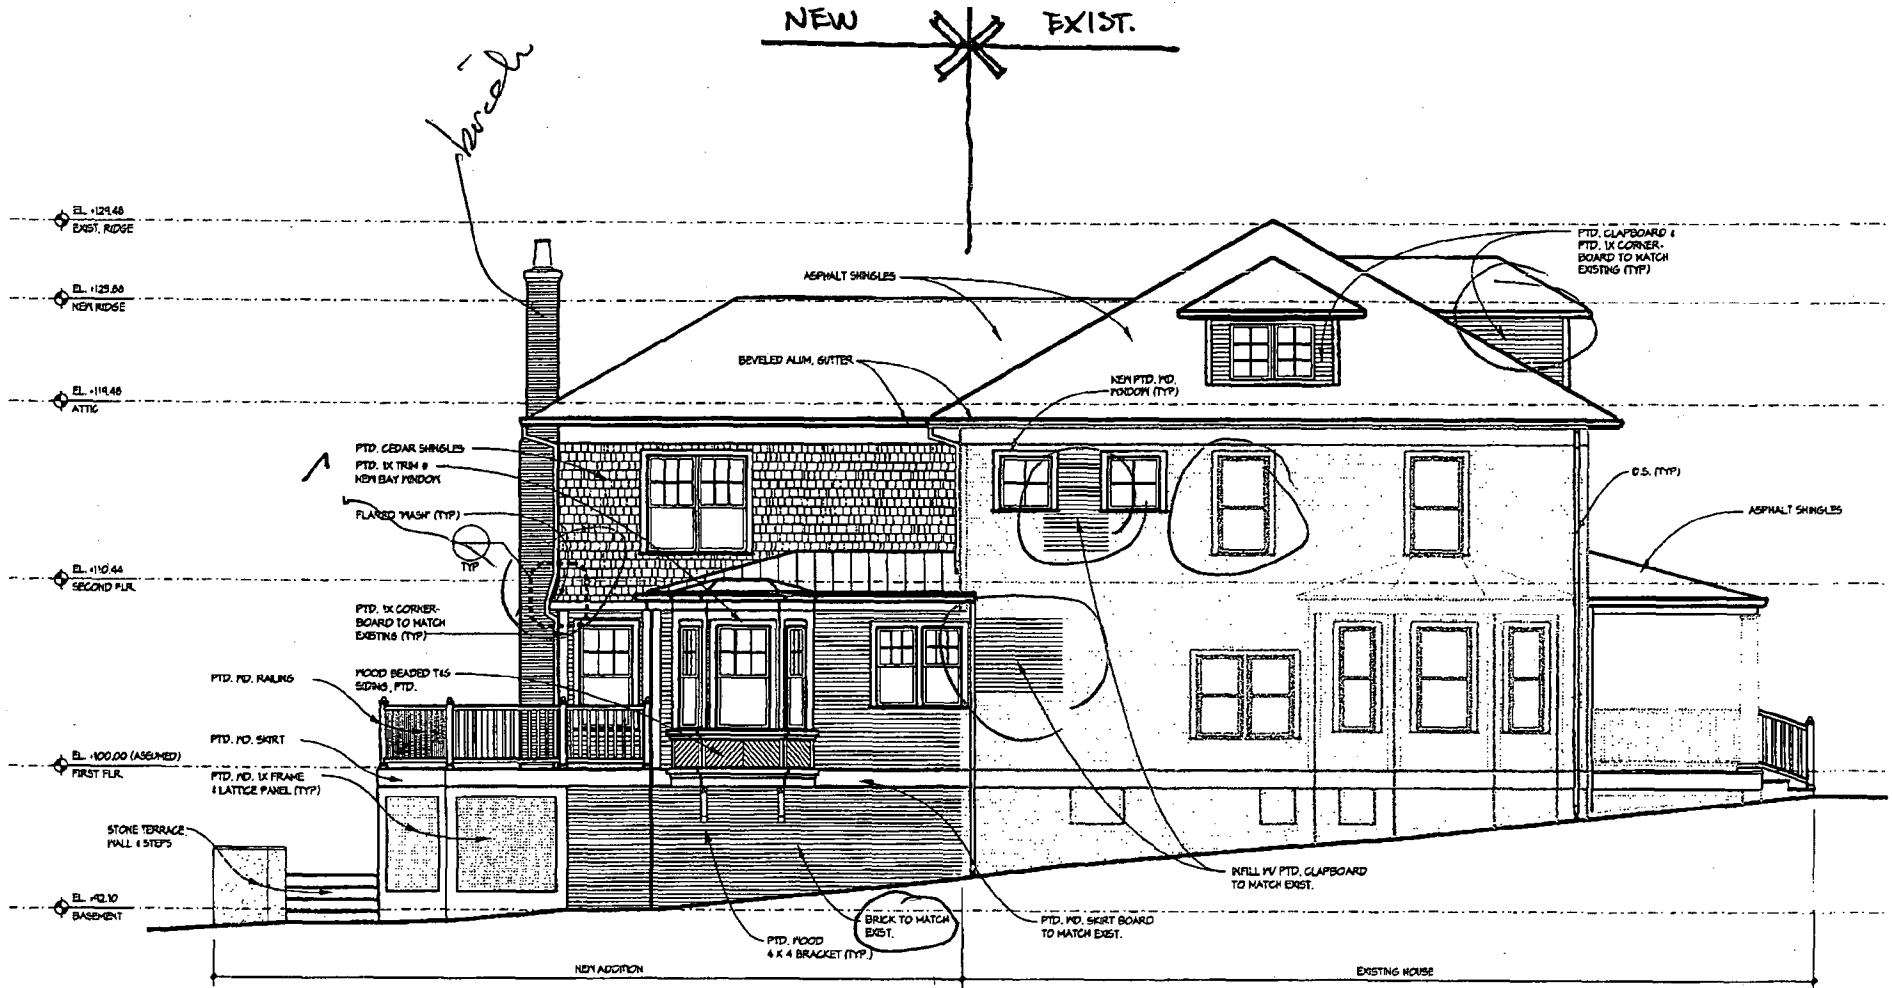 NEW
EXIST.
brick
EL. +129.48
EXIST. RIDGE
EL. +125.88
NEW RIDGE
EL. +119.48
ATTIC
EL. +110.44
SECOND FLR.
EL. +100.00 (ASSUMED)
FIRST FLR.
EL. +92.10
BASEMENT
ASPHALT SHINGLES
BEVELED ALUM. GUTTER
NEW PTD. WD.
WINDOW (TYP)
PTD. CLAPBOARD &
PTD. 1X CORNER-
BOARD TO MATCH
EXISTING (TYP)
PTD. CEDAR SHINGLES
PTD. 1X TRIM @
NEW BAY WINDOW
FLARED "WASH" (TYP)
TYP
D.S. (TYP)
ASPHALT SHINGLES
PTD. 1X CORNER-
BOARD TO MATCH
EXISTING (TYP)
WOOD BEADED T&G
SIDING, PTD.
PTD. WD. RAILING
PTD. WD. SKIRT
PTD. WD. 1X FRAME
& LATTICE PANEL (TYP)
STONE TERRACE
WALL & STEPS
INFILL W/ PTD. CLAPBOARD
TO MATCH EXIST.
BRICK TO MATCH
EXIST.
PTD. WD. SKIRT BOARD
TO MATCH EXIST.
PTD. WOOD
4 X 4 BRACKET (TYP.)
NEW ADDITION
EXISTING HOUSE